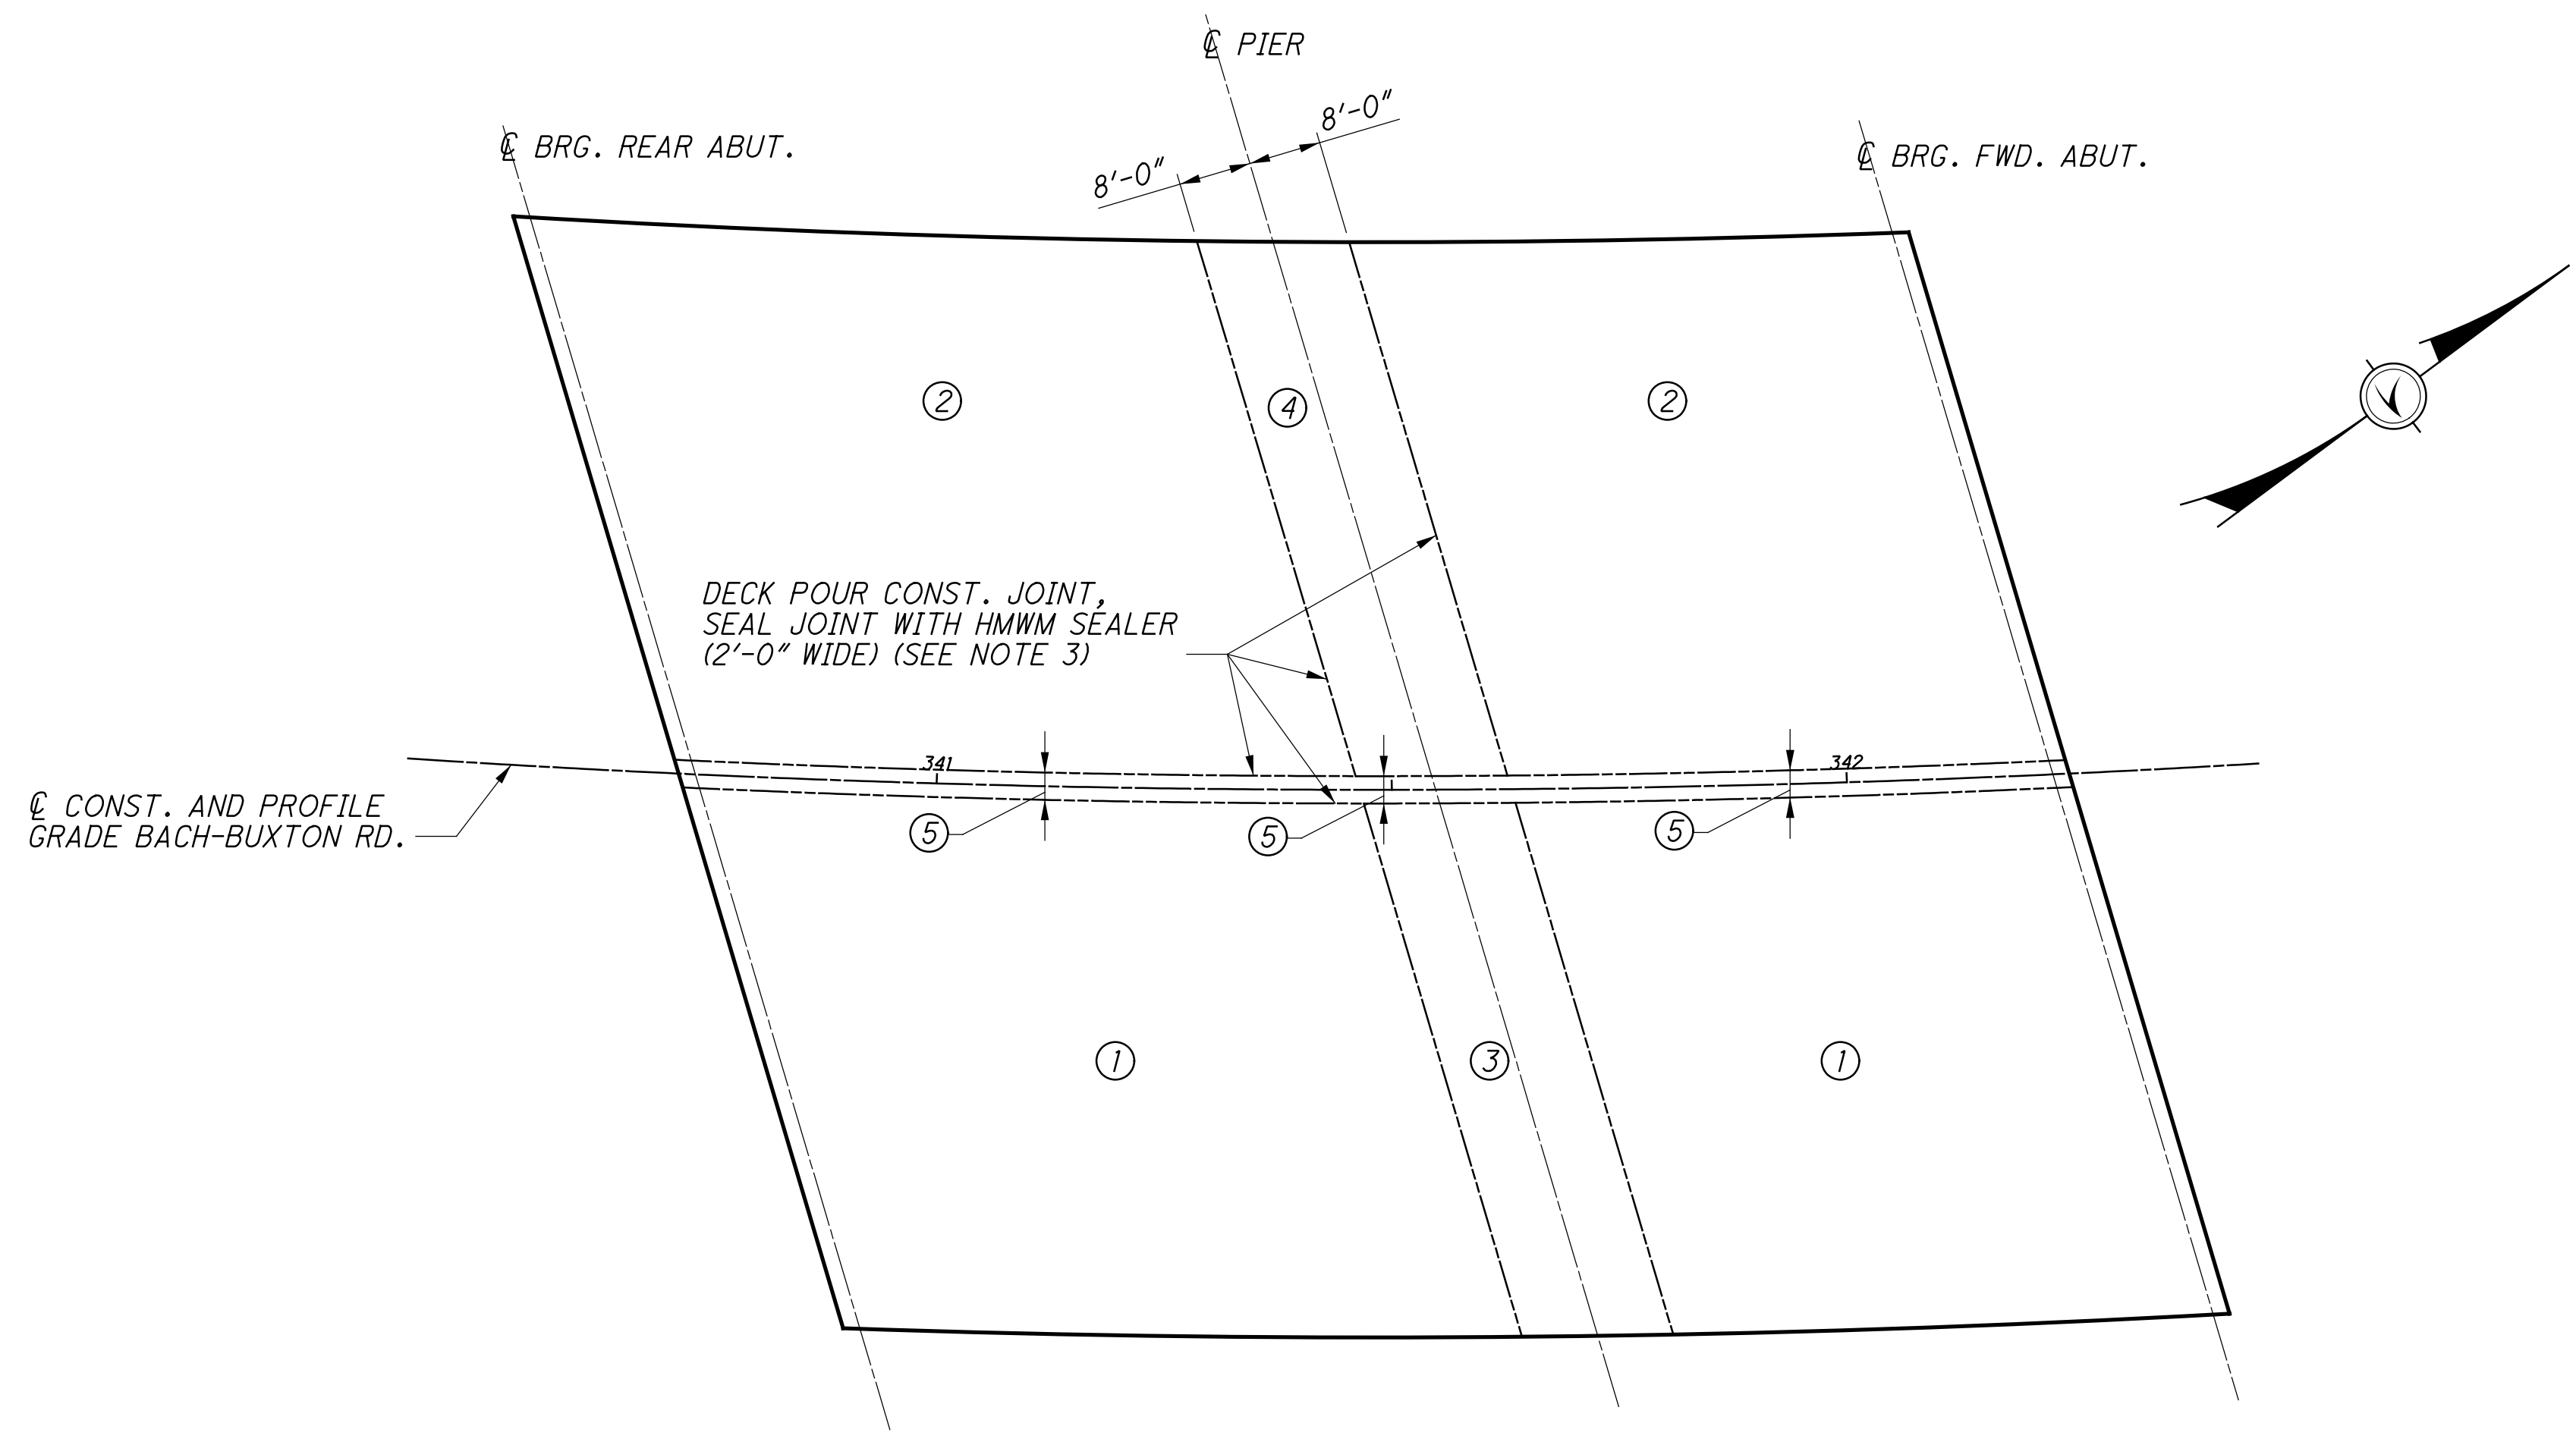 ℄ PIER
8'-0"
8'-0"
℄ BRG. REAR ABUT.
℄ BRG. FWD. ABUT.
2
4
2
DECK POUR CONST. JOINT,
SEAL JOINT WITH HMWM SEALER
(2'-0" WIDE) (SEE NOTE 3)
341
342
℄ CONST. AND PROFILE
GRADE BACH-BUXTON RD.
5
5
5
1
3
1